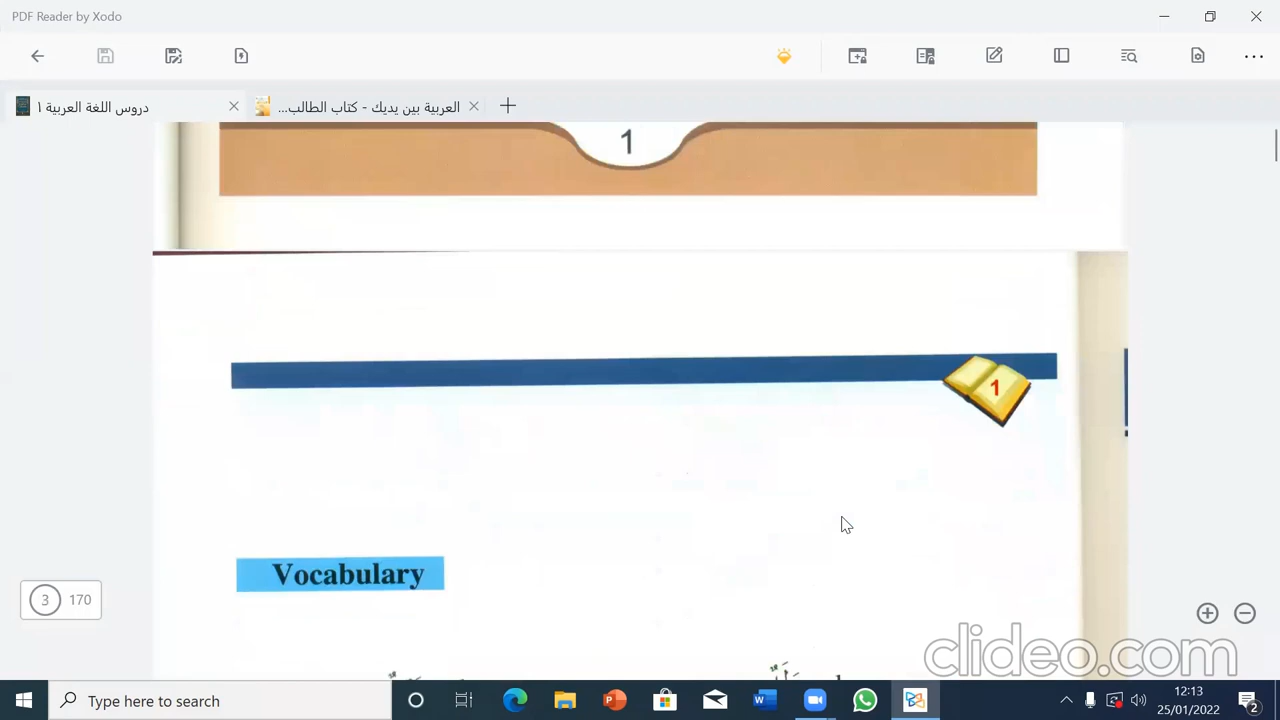 PDF Reader by Xodo
دروس اللغة العربية ١
العربية بين يديك - كتاب الطالب...
1
1
Vocabulary
3 170
clideo.com
Type here to search
12:13
25/01/2022
2